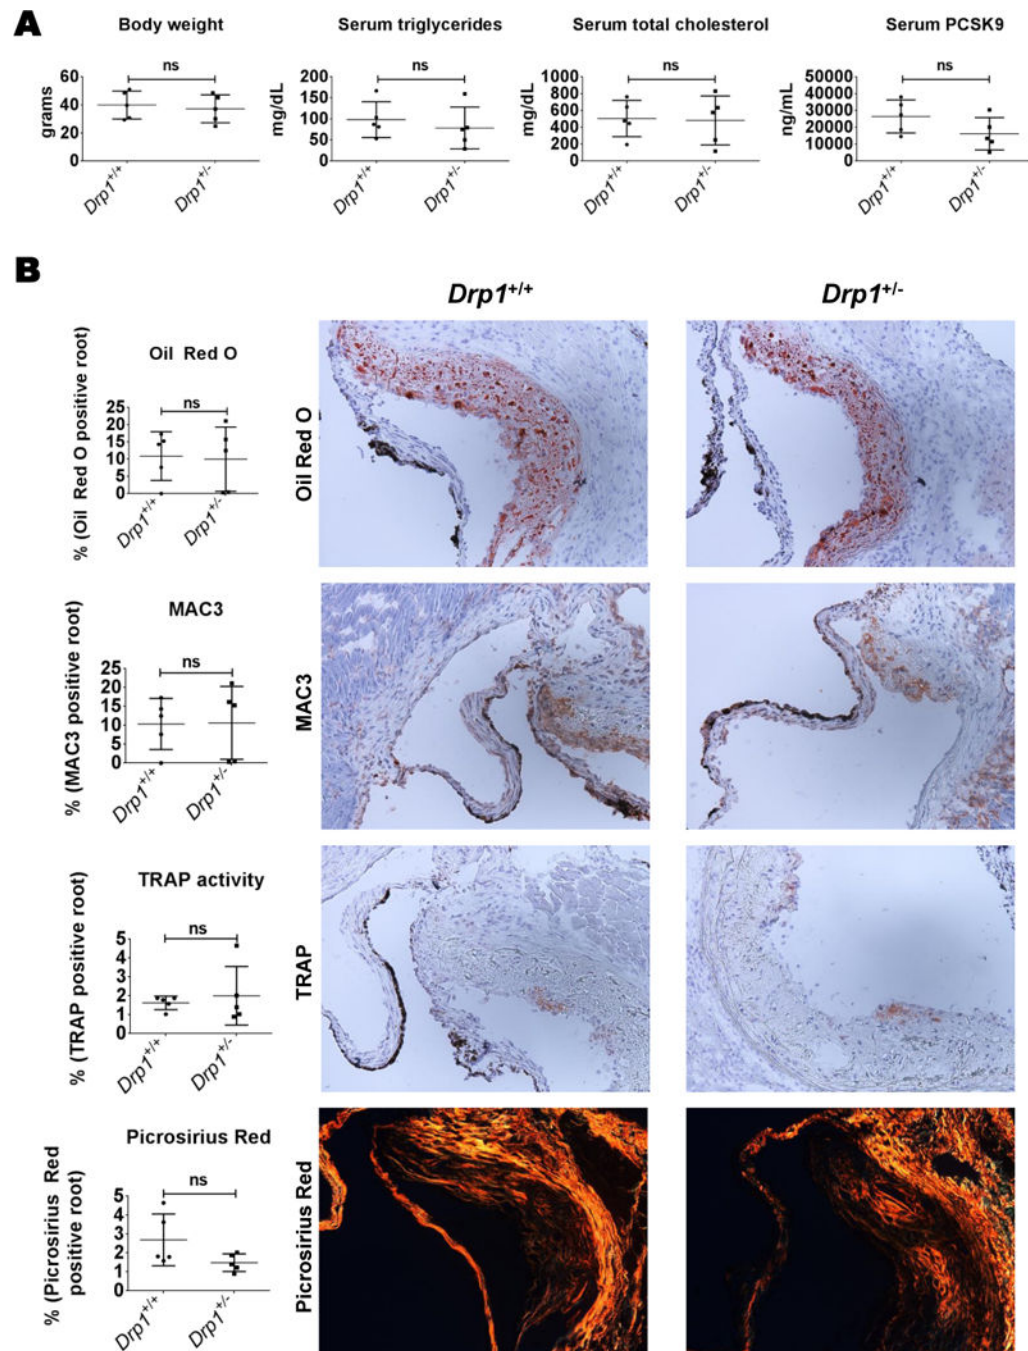 A
Body weight
grams
60
40
20
0
ns
Drp1+/+
Drp1+/-
Serum triglycerides
mg/dL
200
150
100
50
0
ns
Drp1+/+
Drp1+/-
Serum total cholesterol
mg/dL
1000
800
600
400
200
0
ns
Drp1+/+
Drp1+/-
Serum PCSK9
ng/mL
50000
40000
30000
20000
10000
0
ns
Drp1+/+
Drp1+/-
B
Drp1+/+
Drp1+/-
Oil Red O
% (Oil Red O positive root)
25
20
15
10
5
0
ns
Drp1+/+
Drp1+/-
Oil Red O
MAC3
% (MAC3 positive root)
25
20
15
10
5
0
ns
Drp1+/+
Drp1+/-
MAC3
TRAP activity
% (TRAP positive root)
5
4
3
2
1
0
ns
Drp1+/+
Drp1+/-
TRAP
Picrosirius Red
% (Picrosirius Red
positive root)
5
4
3
2
1
0
ns
Drp1+/+
Drp1+/-
Picrosirius Red